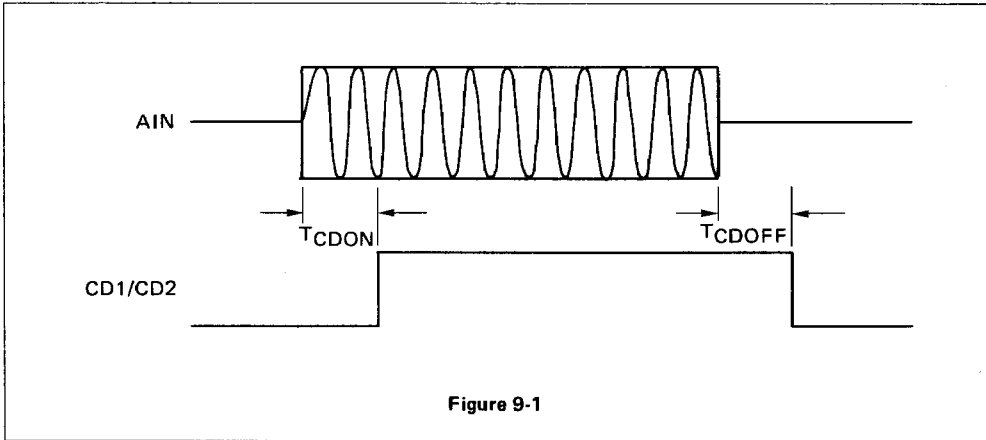 AIN
TCDON
TCDOFF
CD1/CD2
Figure 9-1